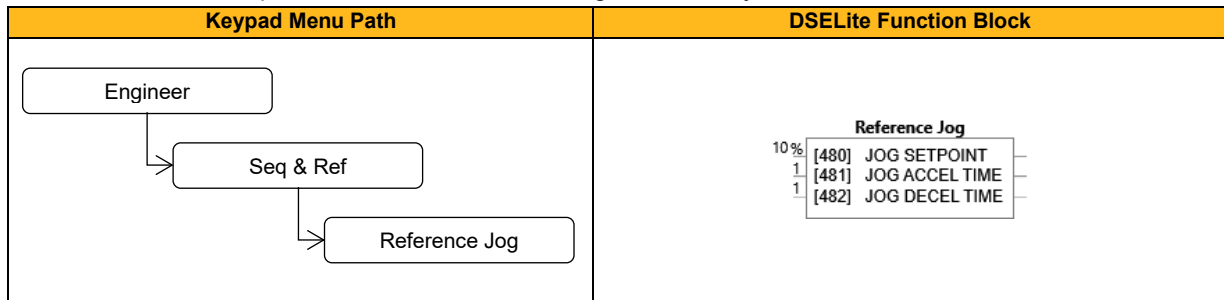 Keypad Menu Path
DSELite Function Block
Engineer
Seq & Ref
Reference Jog
Reference Jog
10% [480] JOG SETPOINT
1 [481] JOG ACCEL TIME
1 [482] JOG DECEL TIME